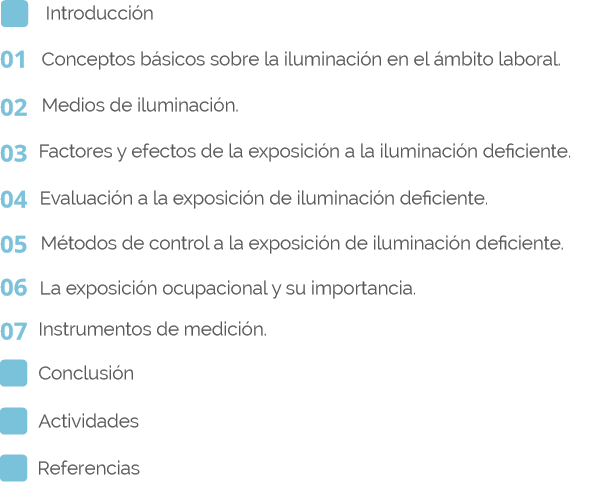 Introducción
01 Conceptos básicos sobre la iluminación en el ámbito laboral.
02 Medios de iluminación.
03 Factores y efectos de la exposición a la iluminación deficiente.
04 Evaluación a la exposición de iluminación deficiente.
05 Métodos de control a la exposición de iluminación deficiente.
06 La exposición ocupacional y su importancia.
07 Instrumentos de medición.
Conclusión
Actividades
Referencias